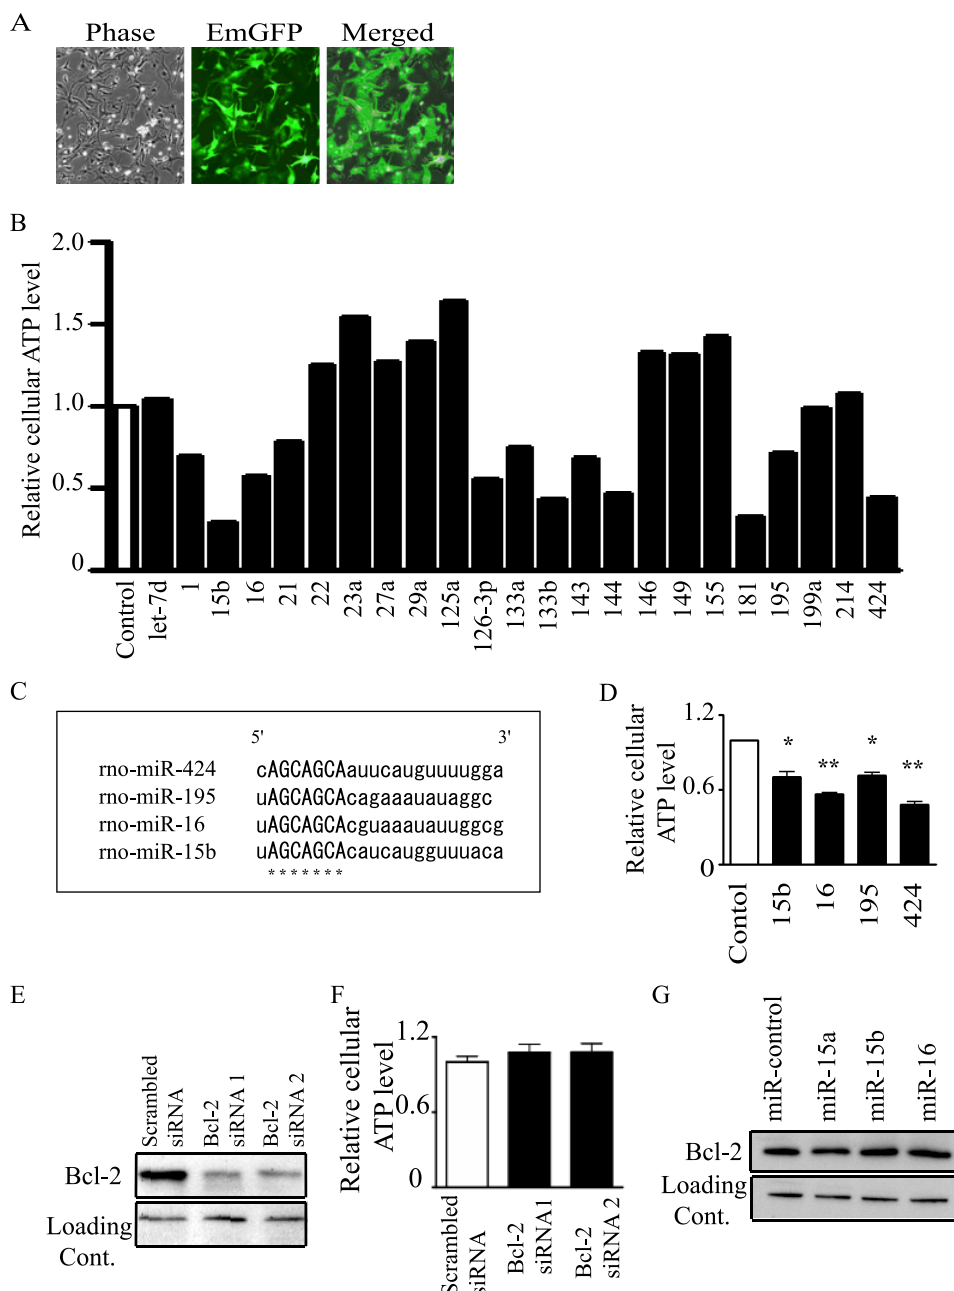 A
Phase EmGFP Merged
B
Relative cellular ATP level
2.0
1.5
1.0
0.5
0
Control let-7d 1 15b 16 21 22 23a 27a 29a 125a 126-3p 133a 133b 143 144 146 149 155 181 195 199a 214 424
C
5' 3'
rno-miR-424 cAGCAGCAauucauguuuugga
rno-miR-195 uAGCAGCAcagaaauauaggc
rno-miR-16 uAGCAGCAcguaaauauuggcg
rno-miR-15b uAGCAGCAcaucaugguuuaca
* * * * * * *
D
Relative cellular
ATP level
1.2
0.6
0
* ** * **
Contol 15b 16 195 424
E
Scrambled
siRNA
Bcl-2
siRNA 1
Bcl-2
siRNA 2
Bcl-2
Loading
Cont.
F
Relative cellular
ATP level
1.2
0.6
0
Scrambled
siRNA
Bcl-2
siRNA1
Bcl-2
siRNA 2
G
miR-control miR-15a miR-15b miR-16
Bcl-2
Loading
Cont.